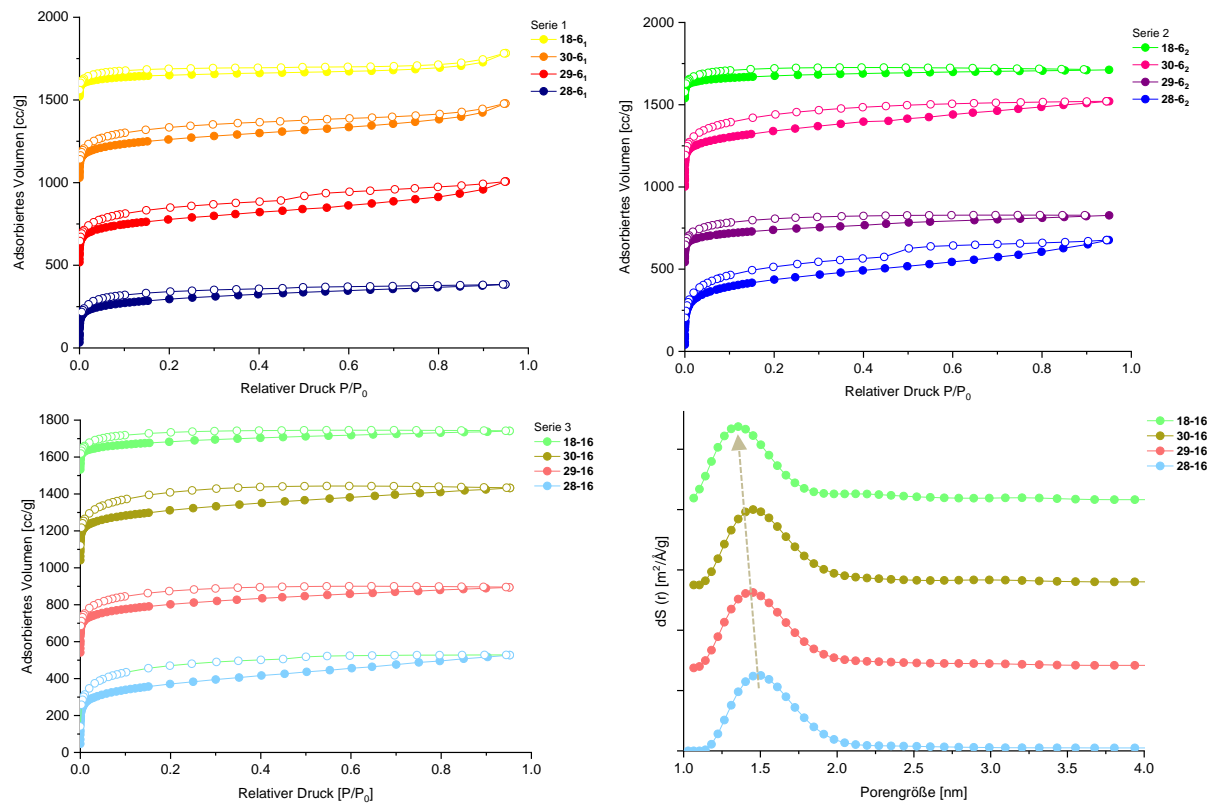 Serie 1
18-6₁
30-6₁
29-6₁
28-6₁
2000
1500
1000
500
0
Adsorbiertes Volumen [cc/g]
0.0 0.2 0.4 0.6 0.8 1.0
Relativer Druck P/P₀
Serie 2
18-6₂
30-6₂
29-6₂
28-6₂
2000
1500
1000
500
0
Adsorbiertes Volumen [cc/g]
0.0 0.2 0.4 0.6 0.8 1.0
Relativer Druck P/P₀
Serie 3
18-16
30-16
29-16
28-16
1800
1600
1400
1200
1000
800
600
400
200
0
Adsorbiertes Volumen [cc/g]
0.0 0.2 0.4 0.6 0.8 1.0
Relativer Druck [P/P₀]
18-16
30-16
29-16
28-16
dS (r) [m²/Å/g]
1.0 1.5 2.0 2.5 3.0 3.5 4.0
Porengröße [nm]